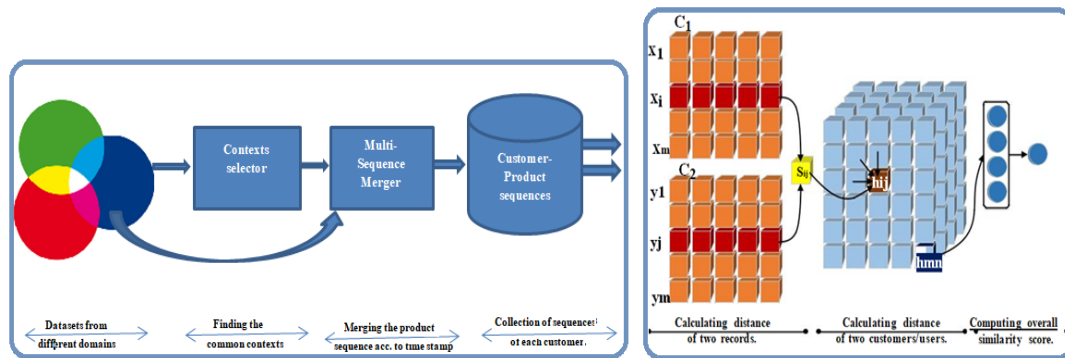 Contexts
selector
Multi-
Sequence
Merger
Customer-
Product
sequences
Datasets from
different domains
Finding the
common contexts
Merging the product
sequence acc. to time stamp
Collection of sequences
of each customer.
C1
x1
xi
xm
C2
y1
yj
ym
Sij
hij
hmn
Calculating distance
of two records.
Calculating distance
of two customers/users.
Computing overall
similarity score.